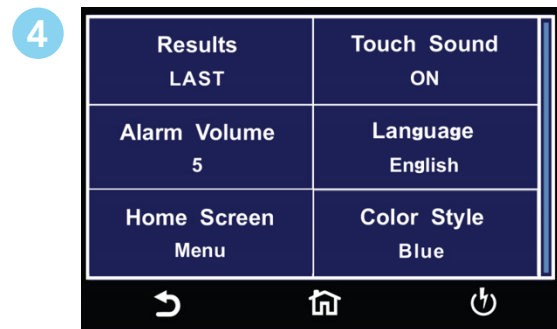 4
Results
LAST
Touch Sound
ON
Alarm Volume
5
Language
English
Home Screen
Menu
Color Style
Blue